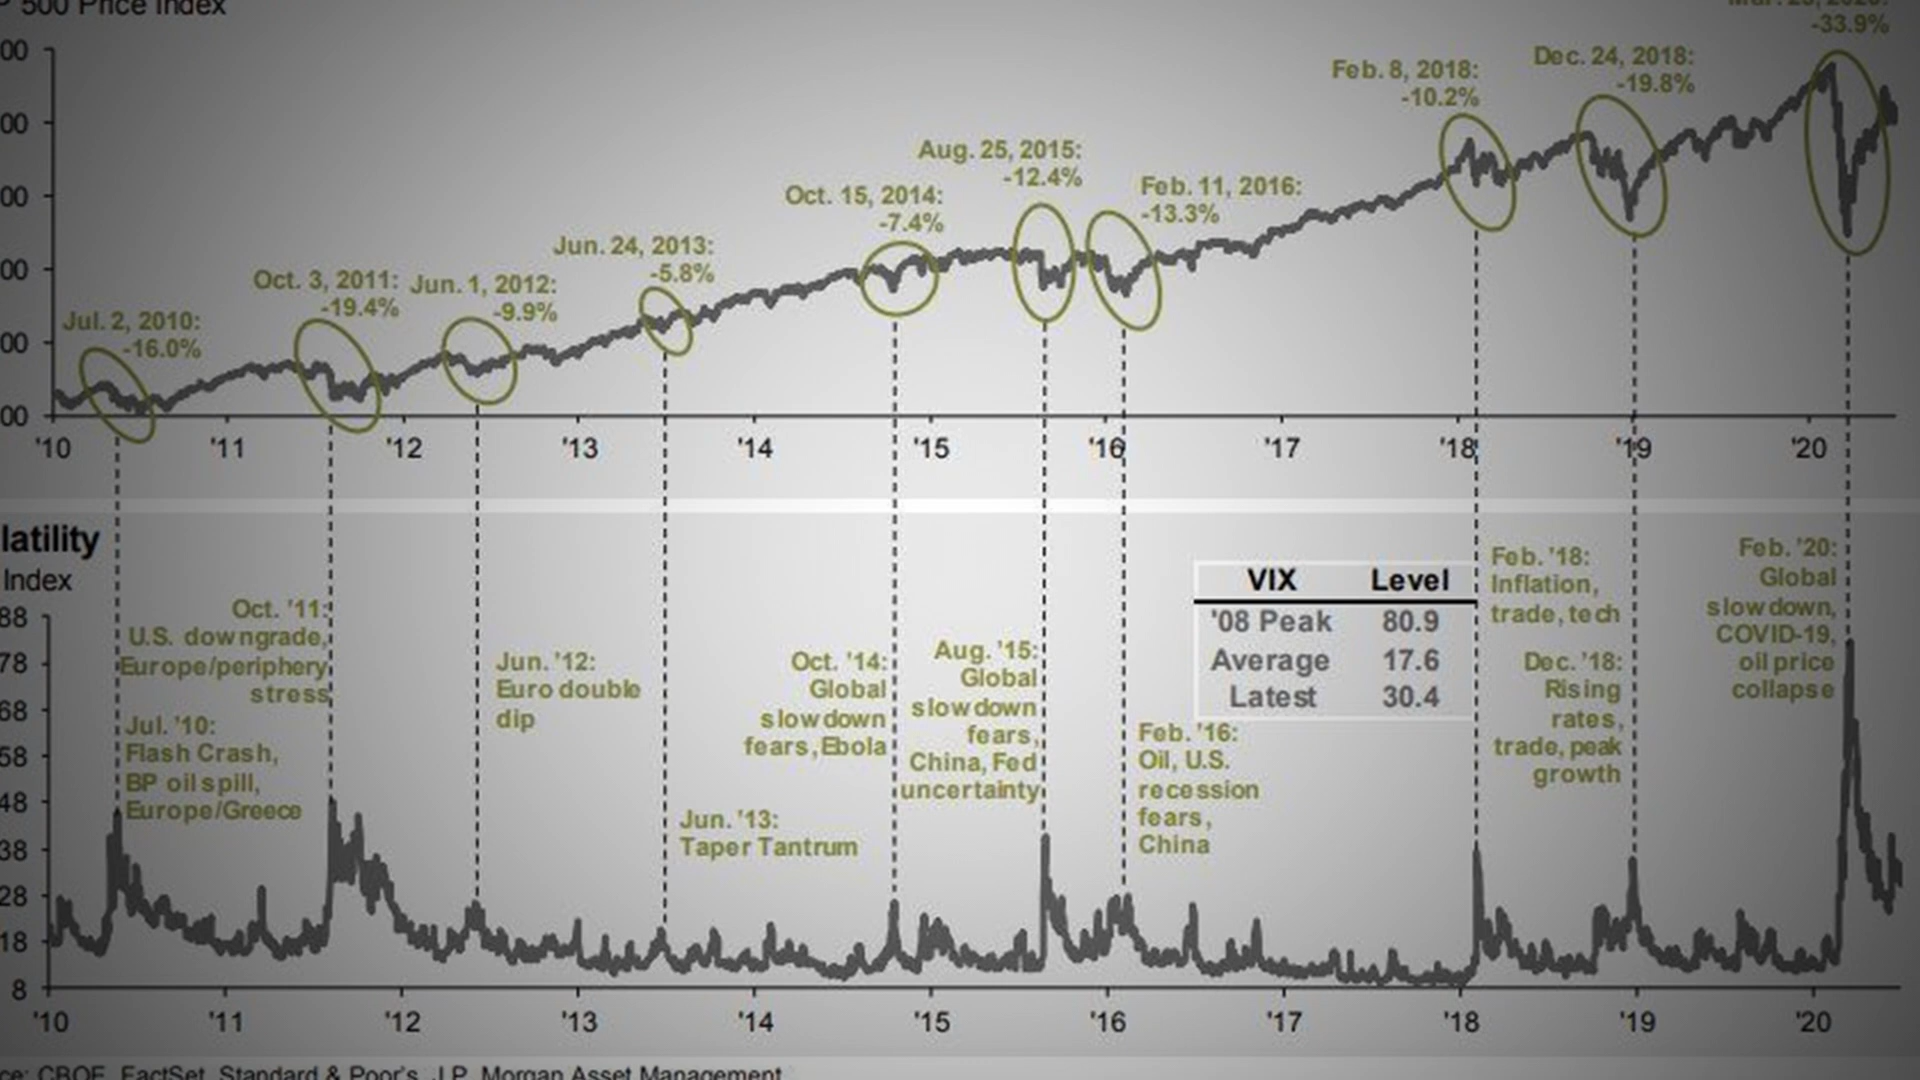 500 Price Index
-33.9%
Dec. 24, 2018:
-19.8%
Feb. 8, 2018:
-10.2%
Aug. 25, 2015:
-12.4%
Feb. 11, 2016:
-13.3%
Oct. 15, 2014:
-7.4%
Jun. 24, 2013:
-5.8%
Oct. 3, 2011:
-19.4%
Jun. 1, 2012:
-9.9%
Jul. 2, 2010:
-16.0%
00
00
00
00
00
00
'10 '11 '12 '13 '14 '15 '16 '17 '18 '19 '20
latility
Index
88
78
68
58
48
38
28
18
8
Oct. '11:
U.S. downgrade,
Europe/periphery
stress
Jul. '10:
Flash Crash,
BP oil spill,
Europe/Greece
Jun. '12:
Euro double
dip
Jun. '13:
Taper Tantrum
Oct. '14:
Global
slowdown
fears, Ebola
Aug. '15:
Global
slowdown
fears,
China, Fed
uncertainty
Feb. '16:
Oil, U.S.
recession
fears,
China
VIX Level
'08 Peak 80.9
Average 17.6
Latest 30.4
Feb. '18:
Inflation,
trade, tech
Dec. '18:
Rising
rates,
trade, peak
growth
Feb. '20:
Global
slowdown,
COVID-19,
oil price
collapse
'10 '11 '12 '13 '14 '15 '16 '17 '18 '19 '20
ce: CBOE, FactSet, Standard & Poor's, J.P. Morgan Asset Management